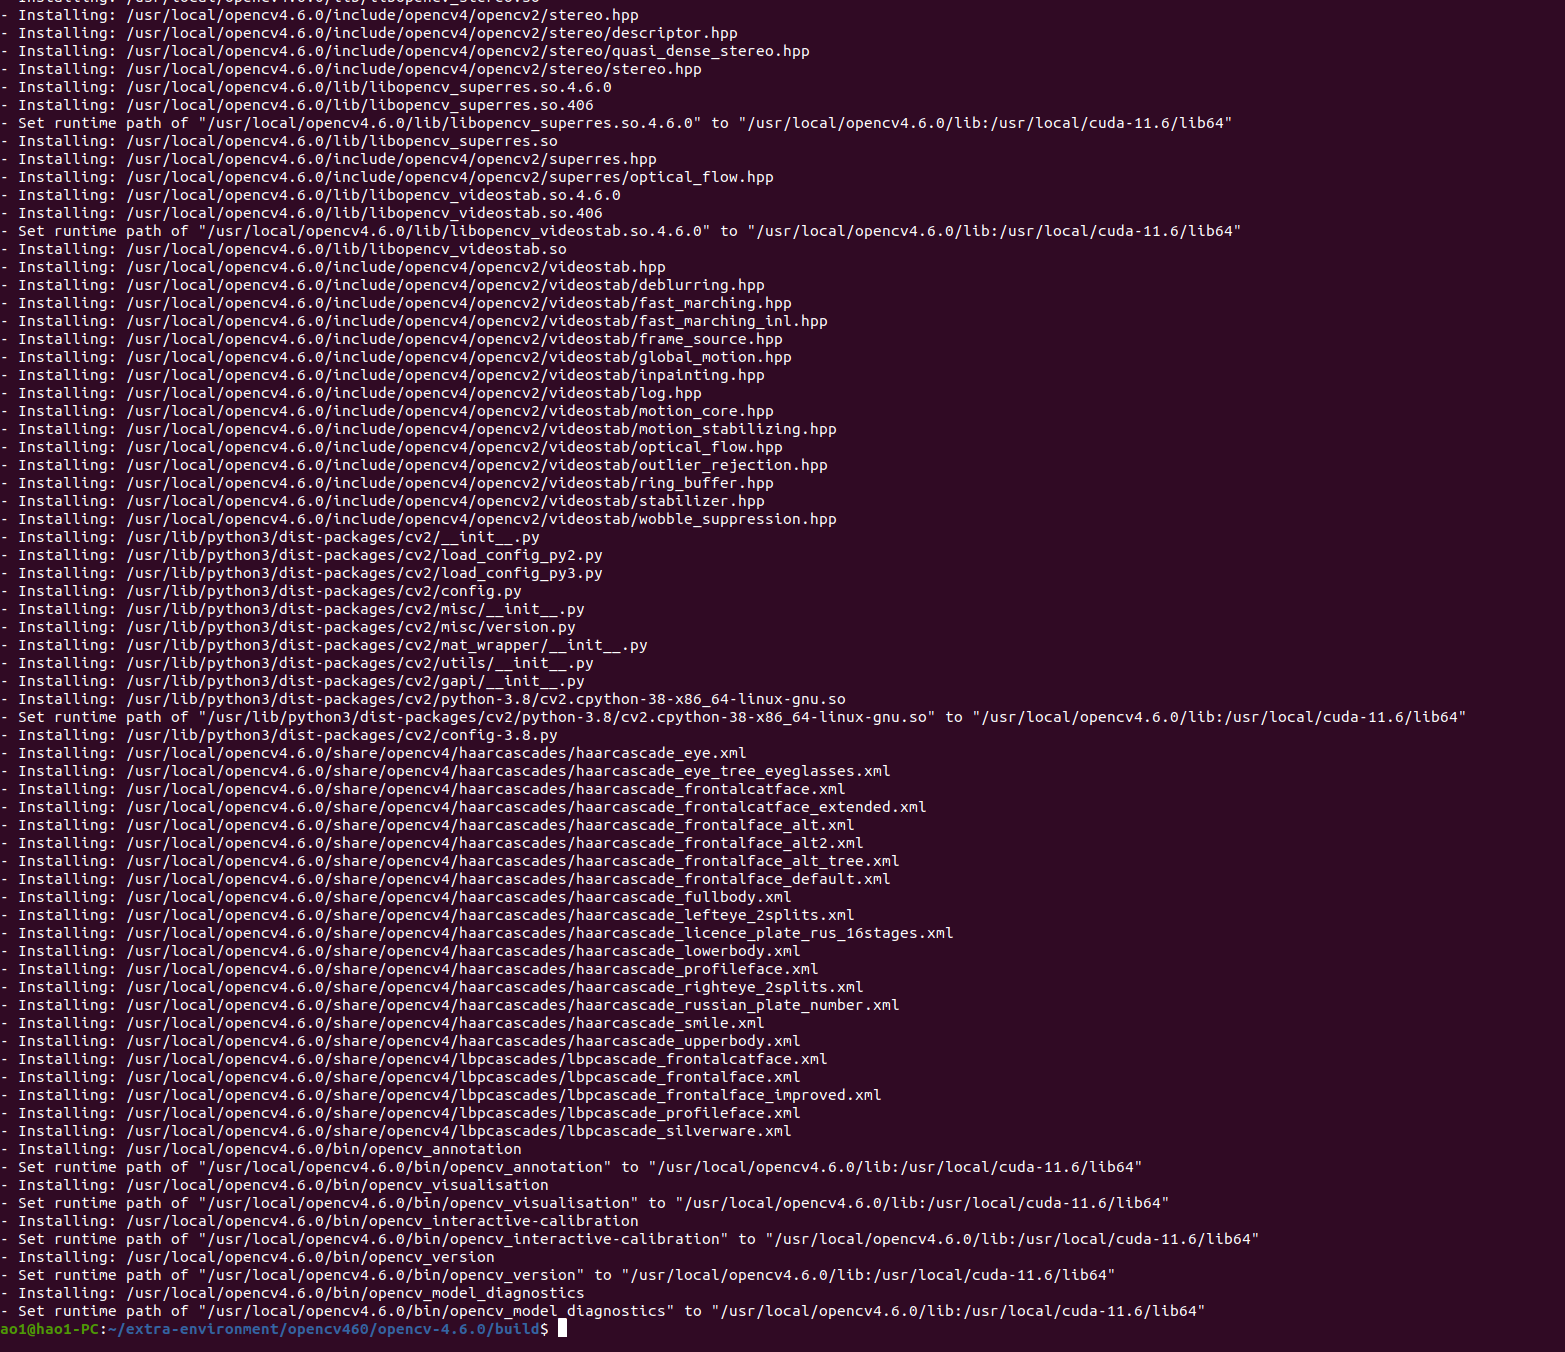 - Installing: /usr/local/opencv4.6.0/lib/libopencv_stereo.so
- Installing: /usr/local/opencv4.6.0/include/opencv4/opencv2/stereo.hpp
- Installing: /usr/local/opencv4.6.0/include/opencv4/opencv2/stereo/descriptor.hpp
- Installing: /usr/local/opencv4.6.0/include/opencv4/opencv2/stereo/quasi_dense_stereo.hpp
- Installing: /usr/local/opencv4.6.0/include/opencv4/opencv2/stereo/stereo.hpp
- Installing: /usr/local/opencv4.6.0/lib/libopencv_superres.so.4.6.0
- Installing: /usr/local/opencv4.6.0/lib/libopencv_superres.so.406
- Set runtime path of "/usr/local/opencv4.6.0/lib/libopencv_superres.so.4.6.0" to "/usr/local/opencv4.6.0/lib:/usr/local/cuda-11.6/lib64"
- Installing: /usr/local/opencv4.6.0/lib/libopencv_superres.so
- Installing: /usr/local/opencv4.6.0/include/opencv4/opencv2/superres.hpp
- Installing: /usr/local/opencv4.6.0/include/opencv4/opencv2/superres/optical_flow.hpp
- Installing: /usr/local/opencv4.6.0/lib/libopencv_videostab.so.4.6.0
- Installing: /usr/local/opencv4.6.0/lib/libopencv_videostab.so.406
- Set runtime path of "/usr/local/opencv4.6.0/lib/libopencv_videostab.so.4.6.0" to "/usr/local/opencv4.6.0/lib:/usr/local/cuda-11.6/lib64"
- Installing: /usr/local/opencv4.6.0/lib/libopencv_videostab.so
- Installing: /usr/local/opencv4.6.0/include/opencv4/opencv2/videostab.hpp
- Installing: /usr/local/opencv4.6.0/include/opencv4/opencv2/videostab/deblurring.hpp
- Installing: /usr/local/opencv4.6.0/include/opencv4/opencv2/videostab/fast_marching.hpp
- Installing: /usr/local/opencv4.6.0/include/opencv4/opencv2/videostab/fast_marching_inl.hpp
- Installing: /usr/local/opencv4.6.0/include/opencv4/opencv2/videostab/frame_source.hpp
- Installing: /usr/local/opencv4.6.0/include/opencv4/opencv2/videostab/global_motion.hpp
- Installing: /usr/local/opencv4.6.0/include/opencv4/opencv2/videostab/inpainting.hpp
- Installing: /usr/local/opencv4.6.0/include/opencv4/opencv2/videostab/log.hpp
- Installing: /usr/local/opencv4.6.0/include/opencv4/opencv2/videostab/motion_core.hpp
- Installing: /usr/local/opencv4.6.0/include/opencv4/opencv2/videostab/motion_stabilizing.hpp
- Installing: /usr/local/opencv4.6.0/include/opencv4/opencv2/videostab/optical_flow.hpp
- Installing: /usr/local/opencv4.6.0/include/opencv4/opencv2/videostab/outlier_rejection.hpp
- Installing: /usr/local/opencv4.6.0/include/opencv4/opencv2/videostab/ring_buffer.hpp
- Installing: /usr/local/opencv4.6.0/include/opencv4/opencv2/videostab/stabilizer.hpp
- Installing: /usr/local/opencv4.6.0/include/opencv4/opencv2/videostab/wobble_suppression.hpp
- Installing: /usr/lib/python3/dist-packages/cv2/__init__.py
- Installing: /usr/lib/python3/dist-packages/cv2/load_config_py2.py
- Installing: /usr/lib/python3/dist-packages/cv2/load_config_py3.py
- Installing: /usr/lib/python3/dist-packages/cv2/config.py
- Installing: /usr/lib/python3/dist-packages/cv2/misc/__init__.py
- Installing: /usr/lib/python3/dist-packages/cv2/misc/version.py
- Installing: /usr/lib/python3/dist-packages/cv2/mat_wrapper/__init__.py
- Installing: /usr/lib/python3/dist-packages/cv2/utils/__init__.py
- Installing: /usr/lib/python3/dist-packages/cv2/gapi/__init__.py
- Installing: /usr/lib/python3/dist-packages/cv2/python-3.8/cv2.cpython-38-x86_64-linux-gnu.so
- Set runtime path of "/usr/lib/python3/dist-packages/cv2/python-3.8/cv2.cpython-38-x86_64-linux-gnu.so" to "/usr/local/opencv4.6.0/lib:/usr/local/cuda-11.6/lib64"
- Installing: /usr/lib/python3/dist-packages/cv2/config-3.8.py
- Installing: /usr/local/opencv4.6.0/share/opencv4/haarcascades/haarcascade_eye.xml
- Installing: /usr/local/opencv4.6.0/share/opencv4/haarcascades/haarcascade_eye_tree_eyeglasses.xml
- Installing: /usr/local/opencv4.6.0/share/opencv4/haarcascades/haarcascade_frontalcatface.xml
- Installing: /usr/local/opencv4.6.0/share/opencv4/haarcascades/haarcascade_frontalcatface_extended.xml
- Installing: /usr/local/opencv4.6.0/share/opencv4/haarcascades/haarcascade_frontalface_alt.xml
- Installing: /usr/local/opencv4.6.0/share/opencv4/haarcascades/haarcascade_frontalface_alt2.xml
- Installing: /usr/local/opencv4.6.0/share/opencv4/haarcascades/haarcascade_frontalface_alt_tree.xml
- Installing: /usr/local/opencv4.6.0/share/opencv4/haarcascades/haarcascade_frontalface_default.xml
- Installing: /usr/local/opencv4.6.0/share/opencv4/haarcascades/haarcascade_fullbody.xml
- Installing: /usr/local/opencv4.6.0/share/opencv4/haarcascades/haarcascade_lefteye_2splits.xml
- Installing: /usr/local/opencv4.6.0/share/opencv4/haarcascades/haarcascade_licence_plate_rus_16stages.xml
- Installing: /usr/local/opencv4.6.0/share/opencv4/haarcascades/haarcascade_lowerbody.xml
- Installing: /usr/local/opencv4.6.0/share/opencv4/haarcascades/haarcascade_profileface.xml
- Installing: /usr/local/opencv4.6.0/share/opencv4/haarcascades/haarcascade_righteye_2splits.xml
- Installing: /usr/local/opencv4.6.0/share/opencv4/haarcascades/haarcascade_russian_plate_number.xml
- Installing: /usr/local/opencv4.6.0/share/opencv4/haarcascades/haarcascade_smile.xml
- Installing: /usr/local/opencv4.6.0/share/opencv4/haarcascades/haarcascade_upperbody.xml
- Installing: /usr/local/opencv4.6.0/share/opencv4/lbpcascades/lbpcascade_frontalcatface.xml
- Installing: /usr/local/opencv4.6.0/share/opencv4/lbpcascades/lbpcascade_frontalface.xml
- Installing: /usr/local/opencv4.6.0/share/opencv4/lbpcascades/lbpcascade_frontalface_improved.xml
- Installing: /usr/local/opencv4.6.0/share/opencv4/lbpcascades/lbpcascade_profileface.xml
- Installing: /usr/local/opencv4.6.0/share/opencv4/lbpcascades/lbpcascade_silverware.xml
- Installing: /usr/local/opencv4.6.0/bin/opencv_annotation
- Set runtime path of "/usr/local/opencv4.6.0/bin/opencv_annotation" to "/usr/local/opencv4.6.0/lib:/usr/local/cuda-11.6/lib64"
- Installing: /usr/local/opencv4.6.0/bin/opencv_visualisation
- Set runtime path of "/usr/local/opencv4.6.0/bin/opencv_visualisation" to "/usr/local/opencv4.6.0/lib:/usr/local/cuda-11.6/lib64"
- Installing: /usr/local/opencv4.6.0/bin/opencv_interactive-calibration
- Set runtime path of "/usr/local/opencv4.6.0/bin/opencv_interactive-calibration" to "/usr/local/opencv4.6.0/lib:/usr/local/cuda-11.6/lib64"
- Installing: /usr/local/opencv4.6.0/bin/opencv_version
- Set runtime path of "/usr/local/opencv4.6.0/bin/opencv_version" to "/usr/local/opencv4.6.0/lib:/usr/local/cuda-11.6/lib64"
- Installing: /usr/local/opencv4.6.0/bin/opencv_model_diagnostics
- Set runtime path of "/usr/local/opencv4.6.0/bin/opencv_model_diagnostics" to "/usr/local/opencv4.6.0/lib:/usr/local/cuda-11.6/lib64"
ao1@hao1-PC:~/extra-environment/opencv460/opencv-4.6.0/build$